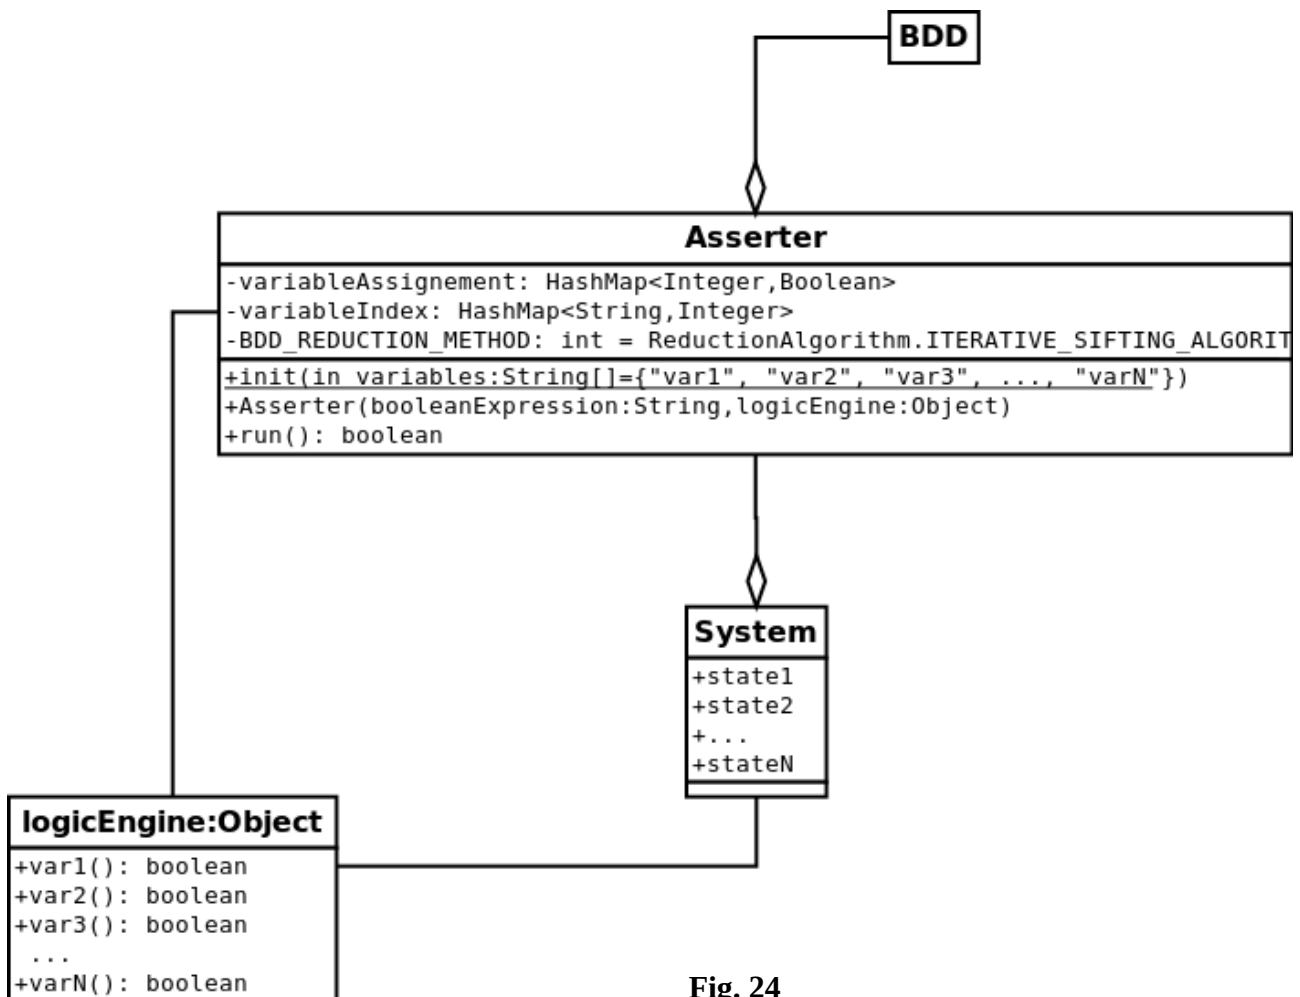 BDD
Asserter
-variableAssignement: HashMap<Integer,Boolean>
-variableIndex: HashMap<String,Integer>
-BDD_REDUCTION_METHOD: int = ReductionAlgorithm.ITERATIVE_SIFTING_ALGORIT
+init(in variables:String[]={"var1", "var2", "var3", ..., "varN"})
+Asserter(booleanExpression:String,logicEngine:Object)
+run(): boolean
System
+state1
+state2
+...
+stateN
logicEngine:Object
+var1(): boolean
+var2(): boolean
+var3(): boolean
...
+varN(): boolean
Fig. 24